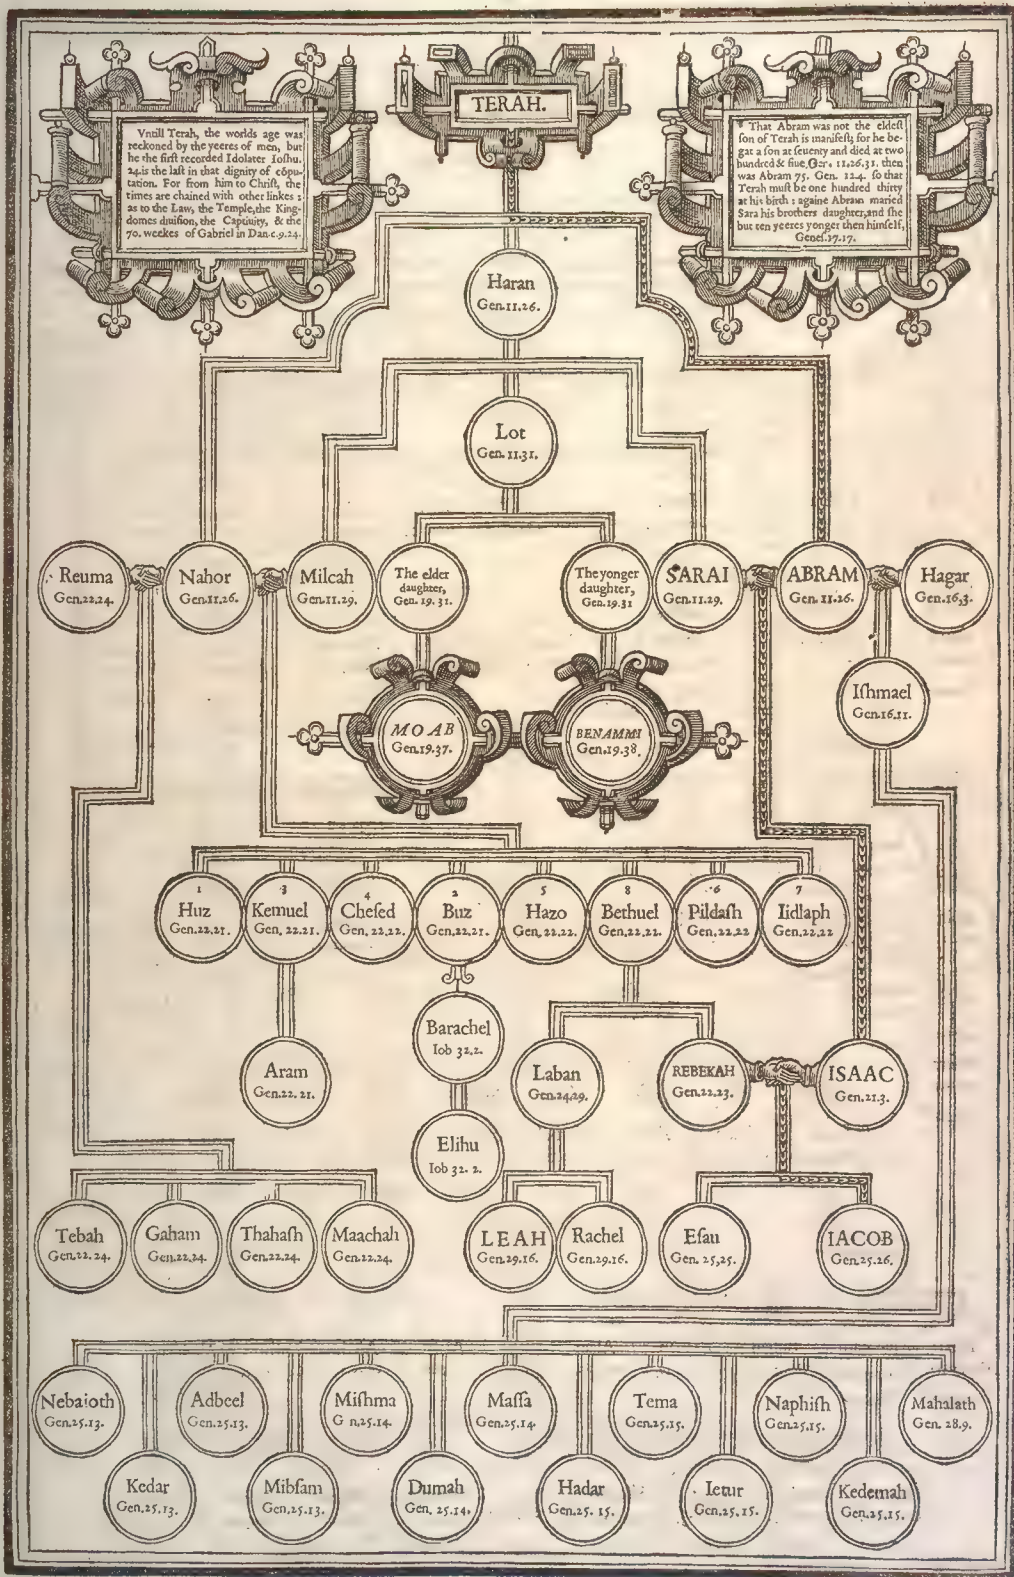 TERAH.
Vntill Terah, the worlds age was
reckoned by the yeeres of men, but
he the first recorded Idolater Ioshu.
24.is the last in that dignity of cõpu-
tation. For from him to Christ, the
times are chained with other linkes :
as to the Law, the Temple,the King-
domes diuision, the Captiuity, & the
70. weekes of Gabriel in Dan.c.9.24.
That Abram was not the eldest
son of Terah is manifest; for he be-
gat a son at seuenty and died at two
hundred & fiue, 11.26.31. then
was Abram 75. Gen. 12.4. so that
Terah must be one hundred thirty
at his birth : againe Abram maried
Sara his brothers daughter,and she
but ten yeeres yonger then himself,
Genes.17.17.
Haran
Gen.11.26.
Lot
Gen.11.31.
Reuma
Gen.22.24.
Nahor
Gen.11.26.
Milcah
Gen.11.29.
The elder
daughter,
Gen. 19. 31.
The yonger
daughter,
Gen.19.31
SARAI
Gen.11.29.
ABRAM
Gen. 11.26.
Hagar
Gen.16,3.
Ishmael
Gen.16.11.
MOAB
Gen.19.37.
BENAMMI
Gen.19.38.
1
Huz
Gen.22.21.
3
Kemuel
Gen. 22.21.
4
Chesed
Gen. 22.22.
2
Buz
Gen.22.21.
5
Hazo
Gen.22.22.
8
Bethuel
Gen.22.22.
6
Pildash
Gen.22.22
7
Iidlaph
Gen.22.22
Barachel
Iob 32.2.
Aram
Gen.22. 21.
Laban
Gen.24.29.
REBEKAH
Gen.22.23.
ISAAC
Gen.21.3.
Elihu
Iob 32. 2.
Tebah
Gen.22. 24.
Gaham
Gen.22.24.
Thahash
Gen.22.24.
Maachah
Gen.22.24.
LEAH
Gen.29.16.
Rachel
Gen.29.16.
Esau
Gen. 25,25.
IACOB
Gen.25.26.
Nebaioth
Gen.25.13.
Adbeel
Gen.25.13.
Mishma
G n,25.14.
Massa
Gen.25.14.
Tema
Gen.25.15.
Naphish
Gen.25.15.
Mahalath
Gen. 28.9.
Kedar
Gen.25.13.
Mibsam
Gen.25.13.
Dumah
Gen. 25.14.
Hadar
Gen.25. 15.
Ietur
Gen.25.15.
Kedemah
Gen.25.15.